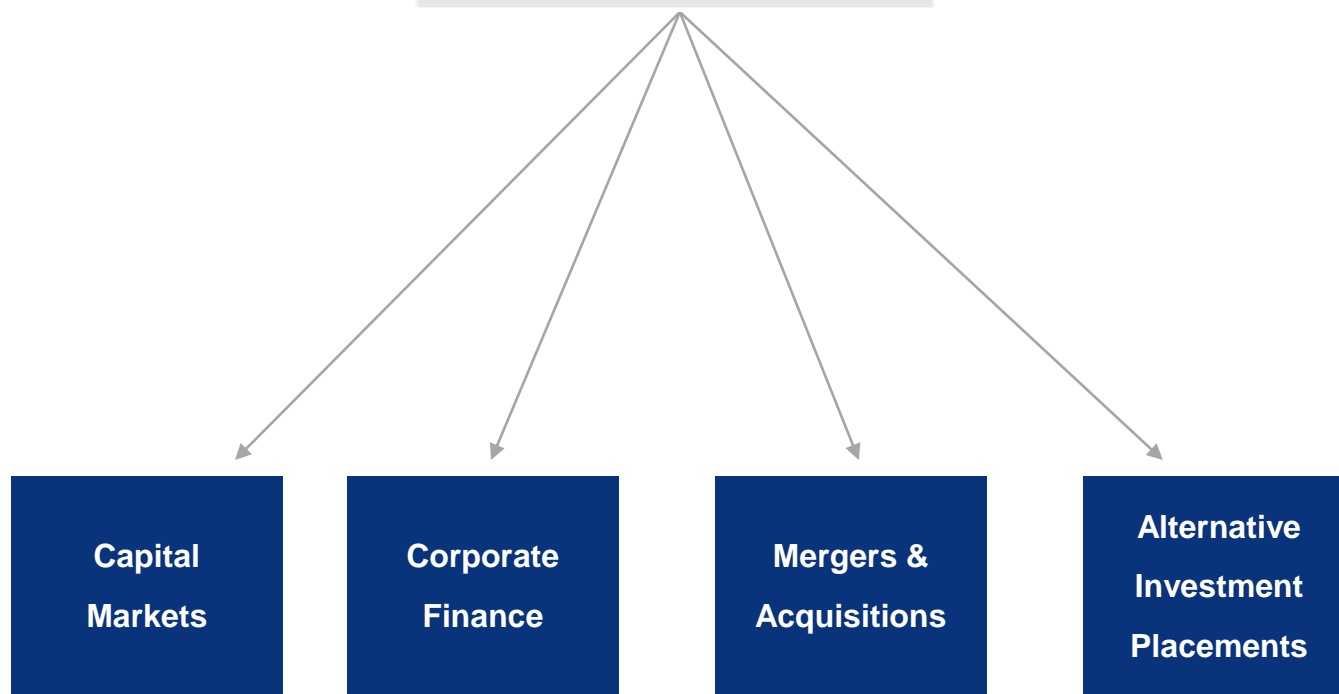 Capital
Markets
Corporate
Finance
Mergers &
Acquisitions
Alternative
Investment
Placements